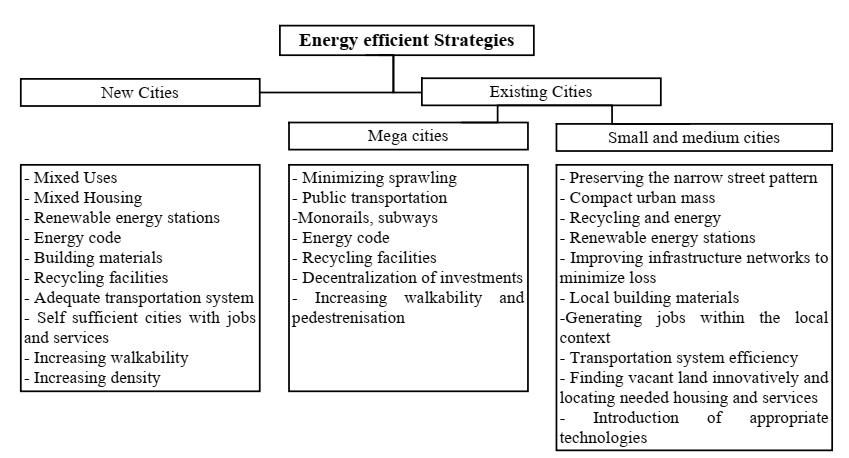 Energy efficient Strategies
New Cities
Existing Cities
Mega cities
Small and medium cities
- Mixed Uses
- Mixed Housing
- Renewable energy stations
- Energy code
- Building materials
- Recycling facilities
- Adequate transportation system
- Self sufficient cities with jobs
and services
- Increasing walkability
- Increasing density
- Minimizing sprawling
- Public transportation
-Monorails, subways
- Energy code
- Recycling facilities
- Decentralization of investments
- Increasing walkability and
pedestrenisation
- Preserving the narrow street pattern
- Compact urban mass
- Recycling and energy
- Renewable energy stations
- Improving infrastructure networks to
minimize loss
- Local building materials
-Generating jobs within the local
context
- Transportation system efficiency
- Finding vacant land innovatively and
locating needed housing and services
- Introduction of appropriate
technologies